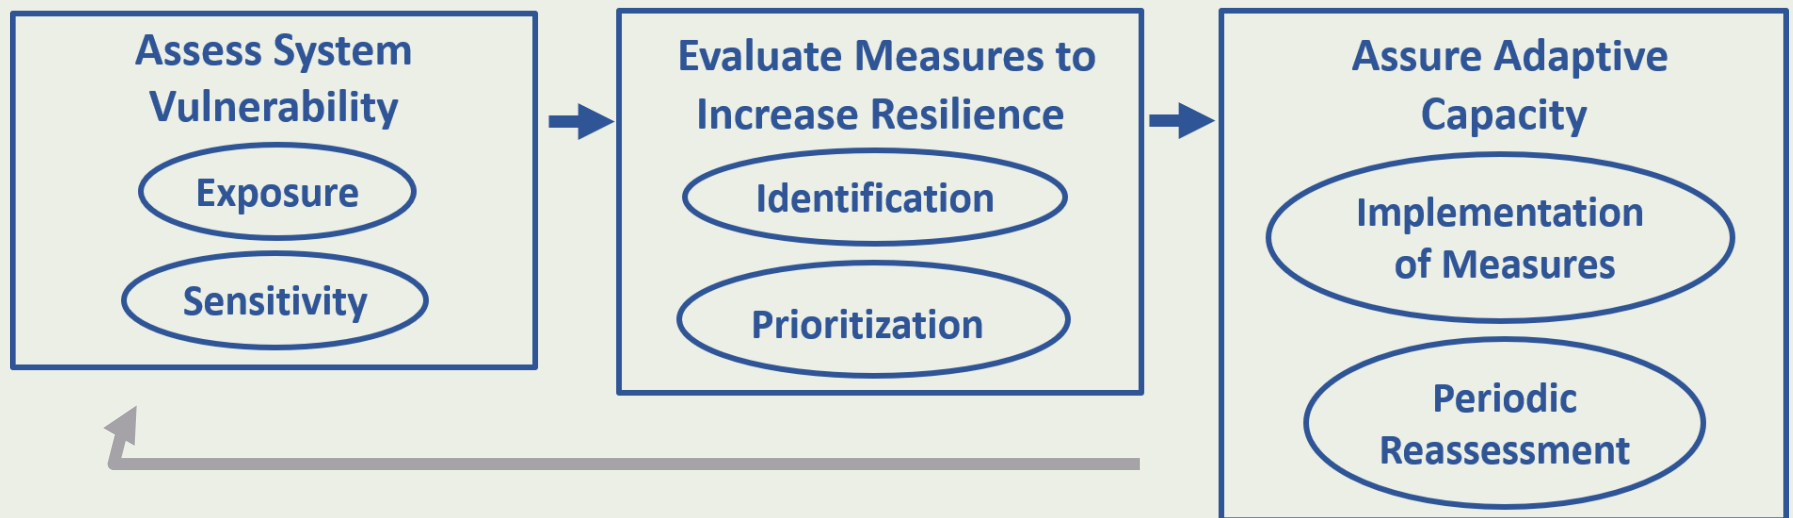 Assess System
Vulnerability
Exposure
Sensitivity
Evaluate Measures to
Increase Resilience
Identification
Prioritization
Assure Adaptive
Capacity
Implementation
of Measures
Periodic
Reassessment